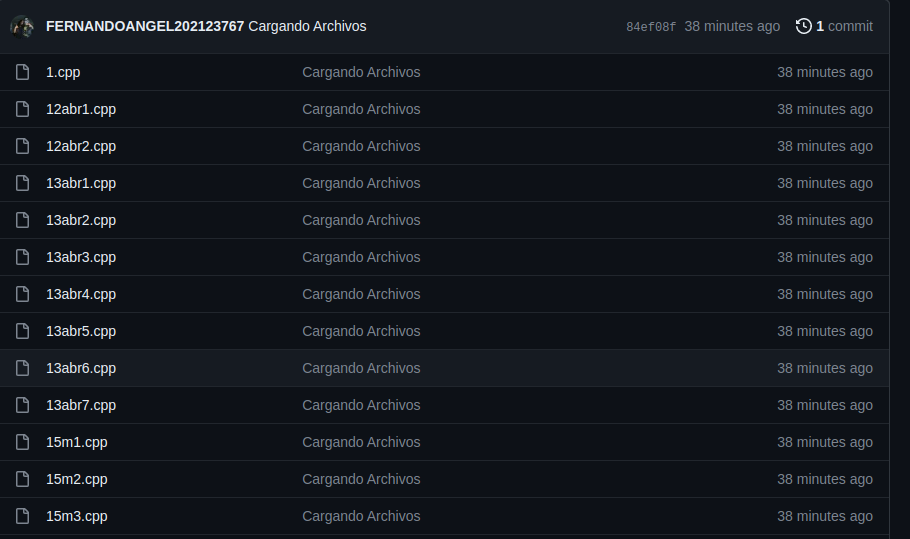 FERNANDOANGEL202123767 Cargando Archivos 84ef08f 38 minutes ago 1 commit
1.cpp Cargando Archivos 38 minutes ago
12abr1.cpp Cargando Archivos 38 minutes ago
12abr2.cpp Cargando Archivos 38 minutes ago
13abr1.cpp Cargando Archivos 38 minutes ago
13abr2.cpp Cargando Archivos 38 minutes ago
13abr3.cpp Cargando Archivos 38 minutes ago
13abr4.cpp Cargando Archivos 38 minutes ago
13abr5.cpp Cargando Archivos 38 minutes ago
13abr6.cpp Cargando Archivos 38 minutes ago
13abr7.cpp Cargando Archivos 38 minutes ago
15m1.cpp Cargando Archivos 38 minutes ago
15m2.cpp Cargando Archivos 38 minutes ago
15m3.cpp Cargando Archivos 38 minutes ago